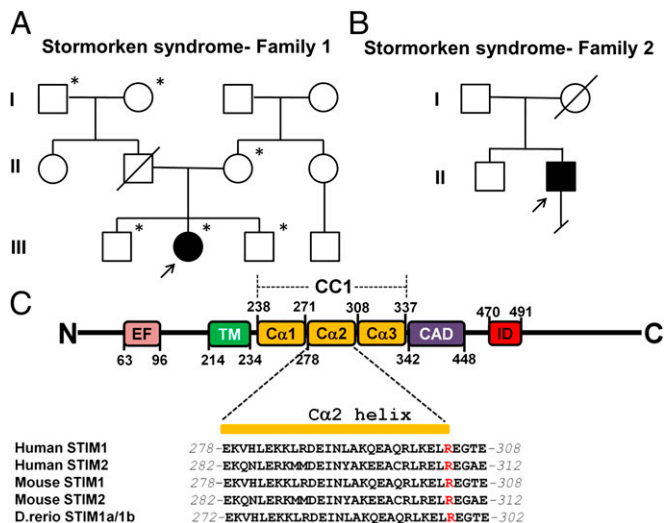 A
B
Stormorken syndrome- Family 1
Stormorken syndrome- Family 2
I
*
*
II
*
III
*
*
*
I
II
C
CC1
238 271 308 337 470 491
N EF TM Cα1 Cα2 Cα3 CAD ID C
63 96 214 234 278 342 448
Cα2 helix
Human STIM1 278-EKVHLEKKLRDEINLAKQEAQRLKELREGTE-308
Human STIM2 282-EKQNLERKMMDEINYAKEEACRLRELREGAE-312
Mouse STIM1 278-EKVHLEKKLRDEINLAKQEAQRLKELREGTE-308
Mouse STIM2 282-EKQNLERKMMDEINYAKEEACRLRELREGAE-312
D.rerio STIM1a/1b 272-EKVHLEKKLRDEINLAKQEAQRLKELREGTE-302